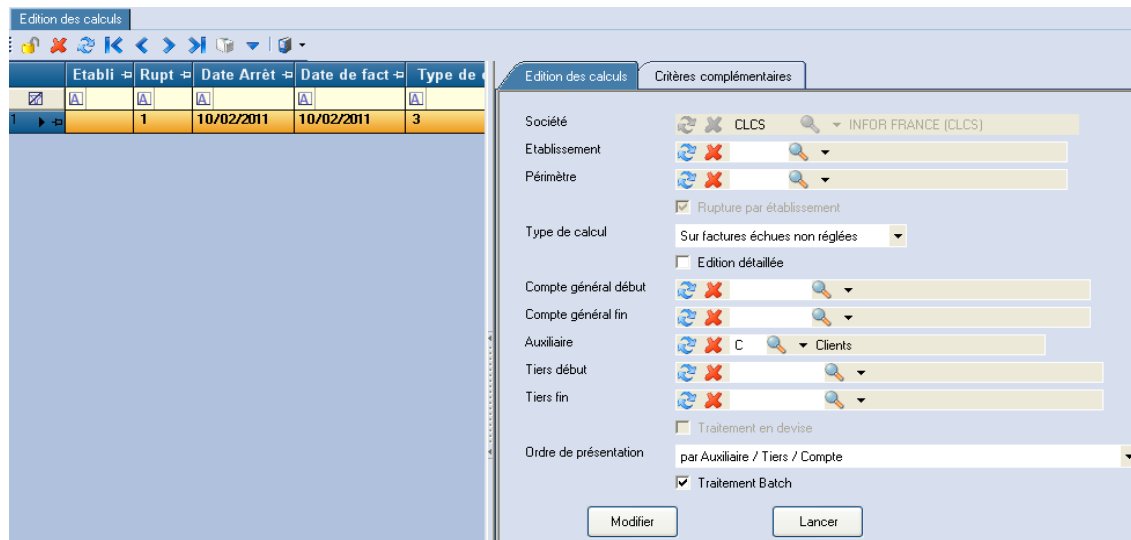 Edition des calculs
Etabli Rupt Date Arrêt Date de fact Type de
A A A A A
1 1 10/02/2011 10/02/2011 3
Edition des calculs Critères complémentaires
Société CLCS INFOR FRANCE (CLCS)
Etablissement
Périmètre
Rupture par établissement
Type de calcul Sur factures échues non réglées
Edition détaillée
Compte général début
Compte général fin
Auxiliaire C Clients
Tiers début
Tiers fin
Traitement en devise
Ordre de présentation par Auxiliaire / Tiers / Compte
Traitement Batch
Modifier Lancer